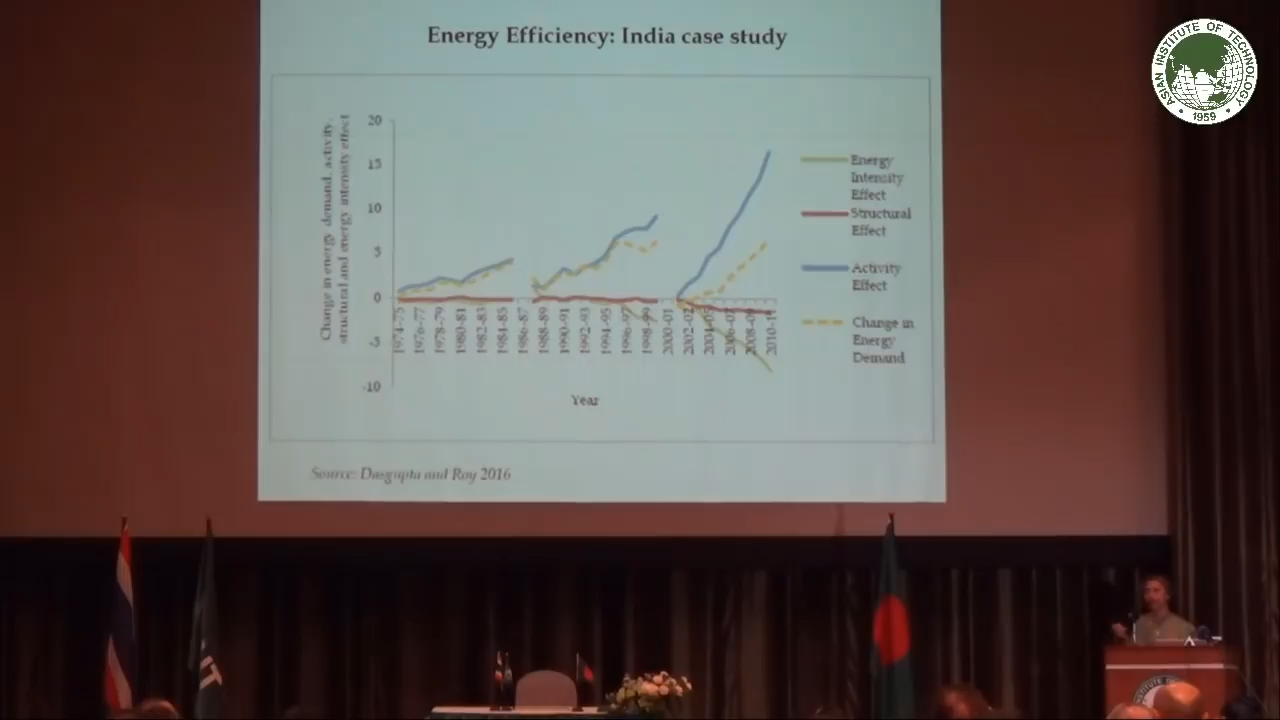 Energy Efficiency: India case study
Change in energy demand, activity,
structural and energy intensity effect
20
15
10
5
0
-5
-10
1974-75
1976-77
1978-79
1980-81
1982-83
1984-85
1986-87
1988-89
1990-91
1992-93
1994-95
1996-97
1998-99
2000-01
2002-03
2004-05
2006-07
2008-09
2010-11
Year
Energy
Intensity
Effect
Structural
Effect
Activity
Effect
Change in
Energy
Demand
Source: Dasgupta and Roy 2016
ASIAN INSTITUTE OF TECHNOLOGY
1959